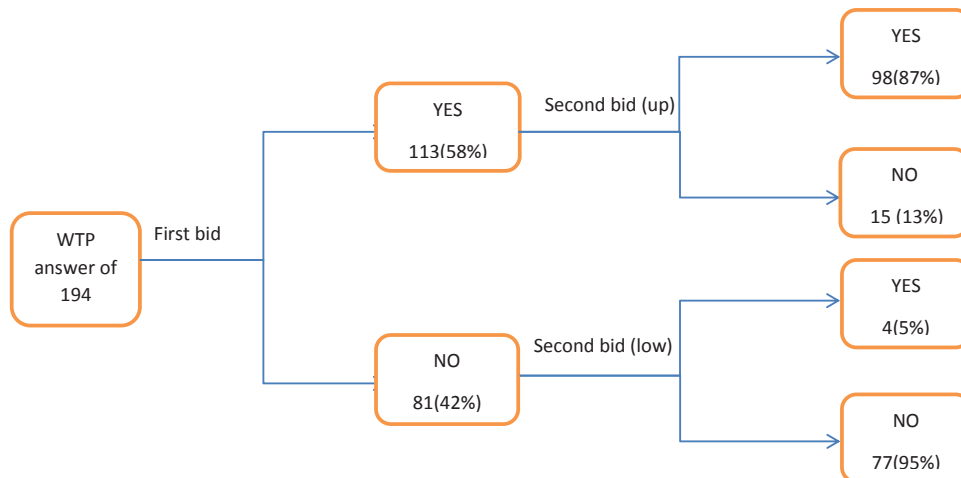 YES
98(87%)
YES
113(58%)
Second bid (up)
NO
15 (13%)
WTP
answer of
194
First bid
YES
4(5%)
NO
81(42%)
Second bid (low)
NO
77(95%)